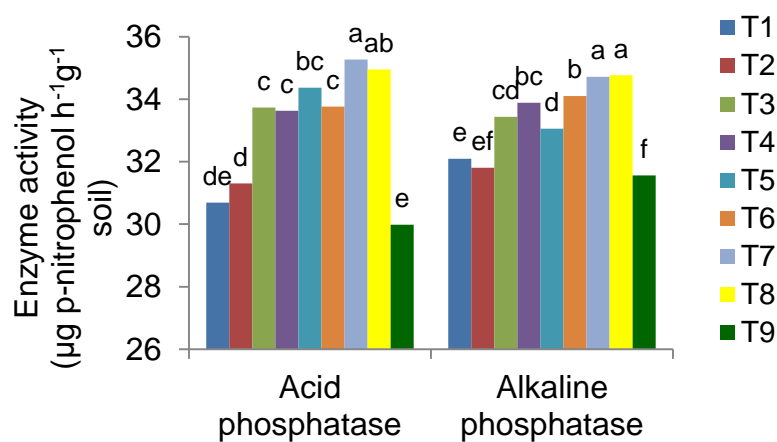 Enzyme activity
(µg p-nitrophenol h-1g-1
soil)
36
34
32
30
28
26
de
d
c
c
bc
c
a
ab
e
e
ef
cd
bc
d
b
a
a
f
Acid
phosphatase
Alkaline
phosphatase
T1
T2
T3
T4
T5
T6
T7
T8
T9